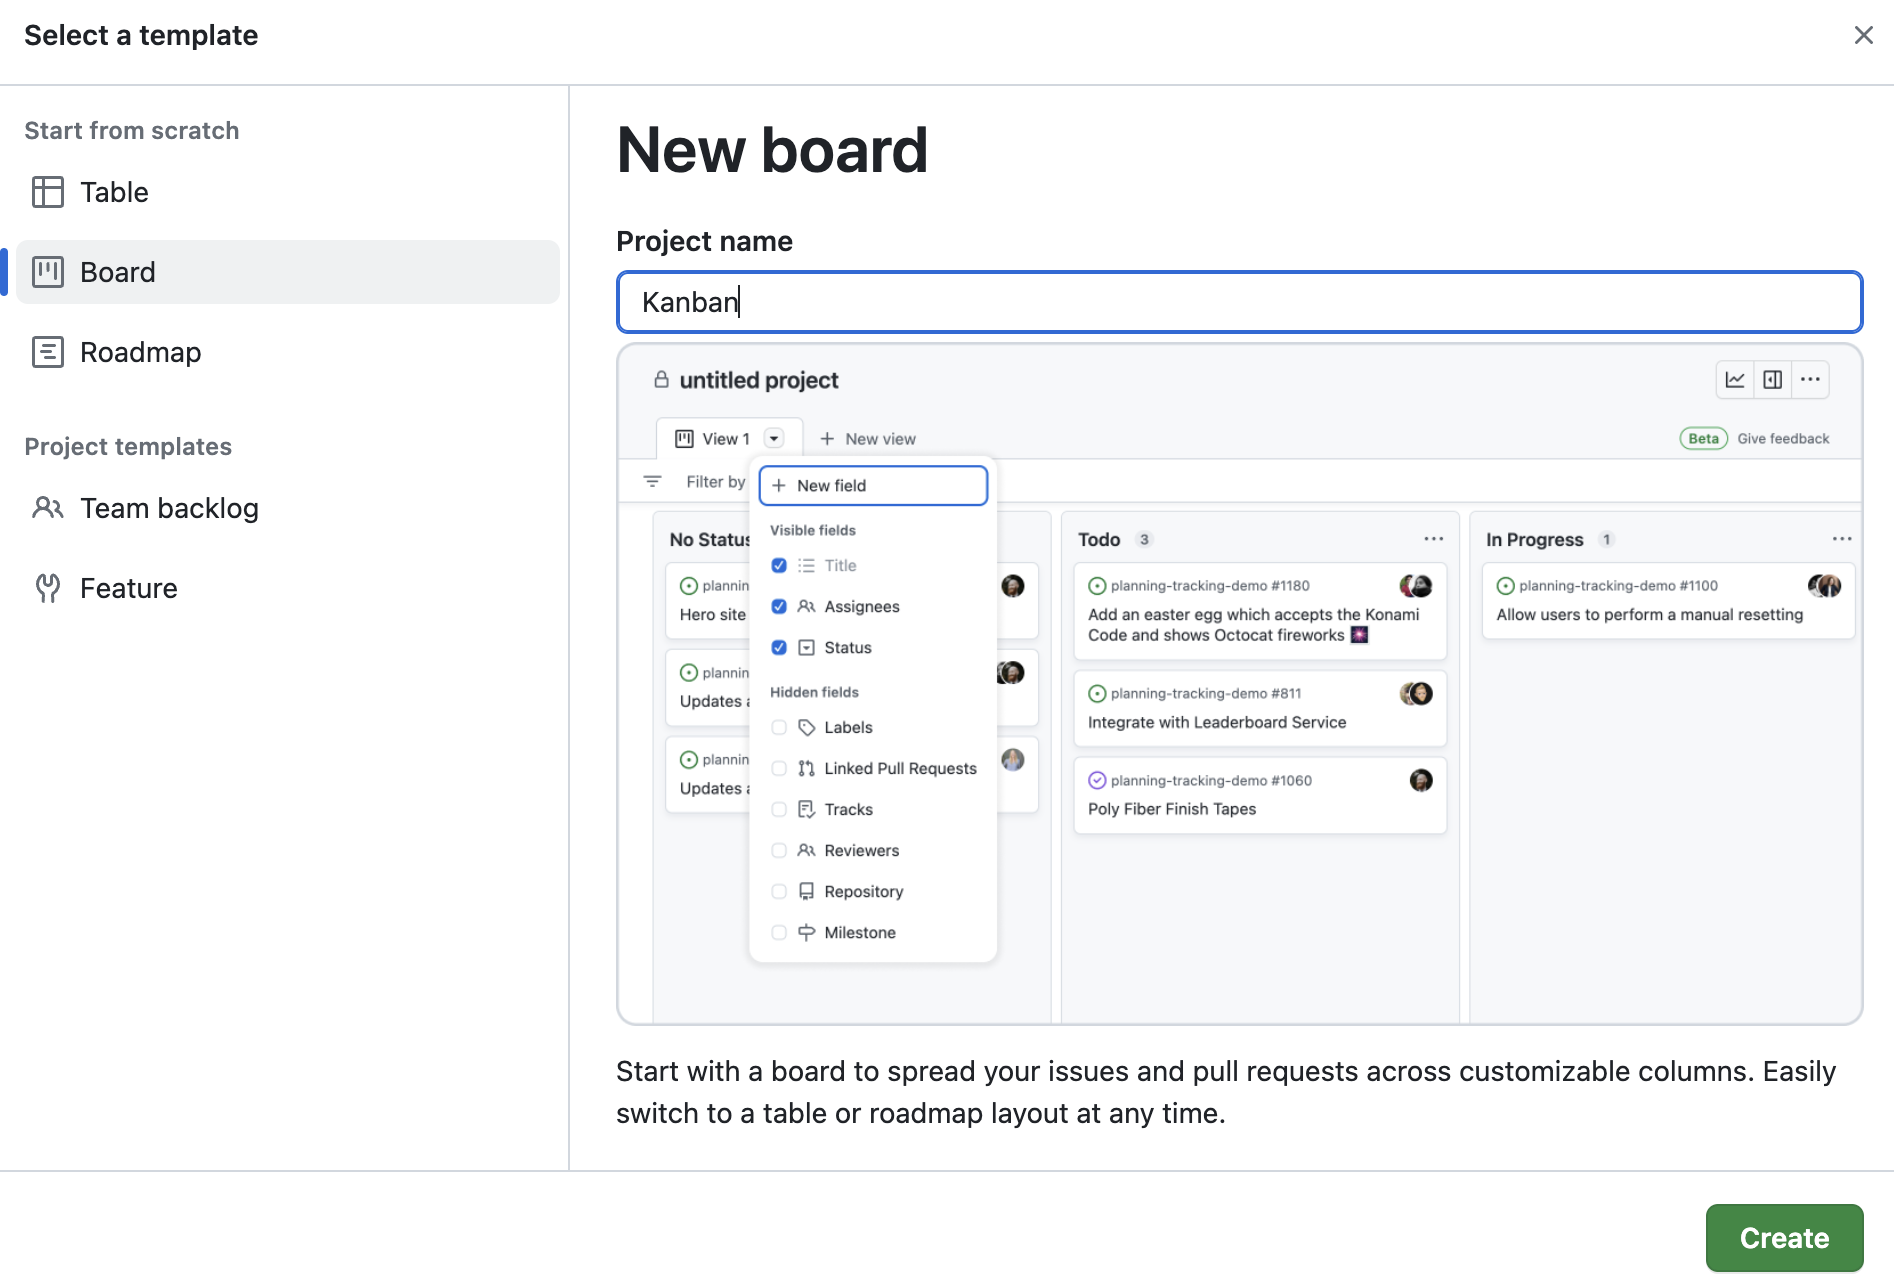 Select a template
Start from scratch
Table
Board
Roadmap
Project templates
Team backlog
Feature
New board
Project name
Kanban
untitled project
View 1
New view
Beta Give feedback
Filter by
New field
Visible fields
Title
Assignees
Status
Hidden fields
Labels
Linked Pull Requests
Tracks
Reviewers
Repository
Milestone
No Status
Hero site
Updates
Updates
Todo 3
planning-tracking-demo #1180
Add an easter egg which accepts the Konami
Code and shows Octocat fireworks 🎆
planning-tracking-demo #811
Integrate with Leaderboard Service
planning-tracking-demo #1060
Poly Fiber Finish Tapes
In Progress 1
planning-tracking-demo #1100
Allow users to perform a manual resetting
Start with a board to spread your issues and pull requests across customizable columns. Easily
switch to a table or roadmap layout at any time.
Create